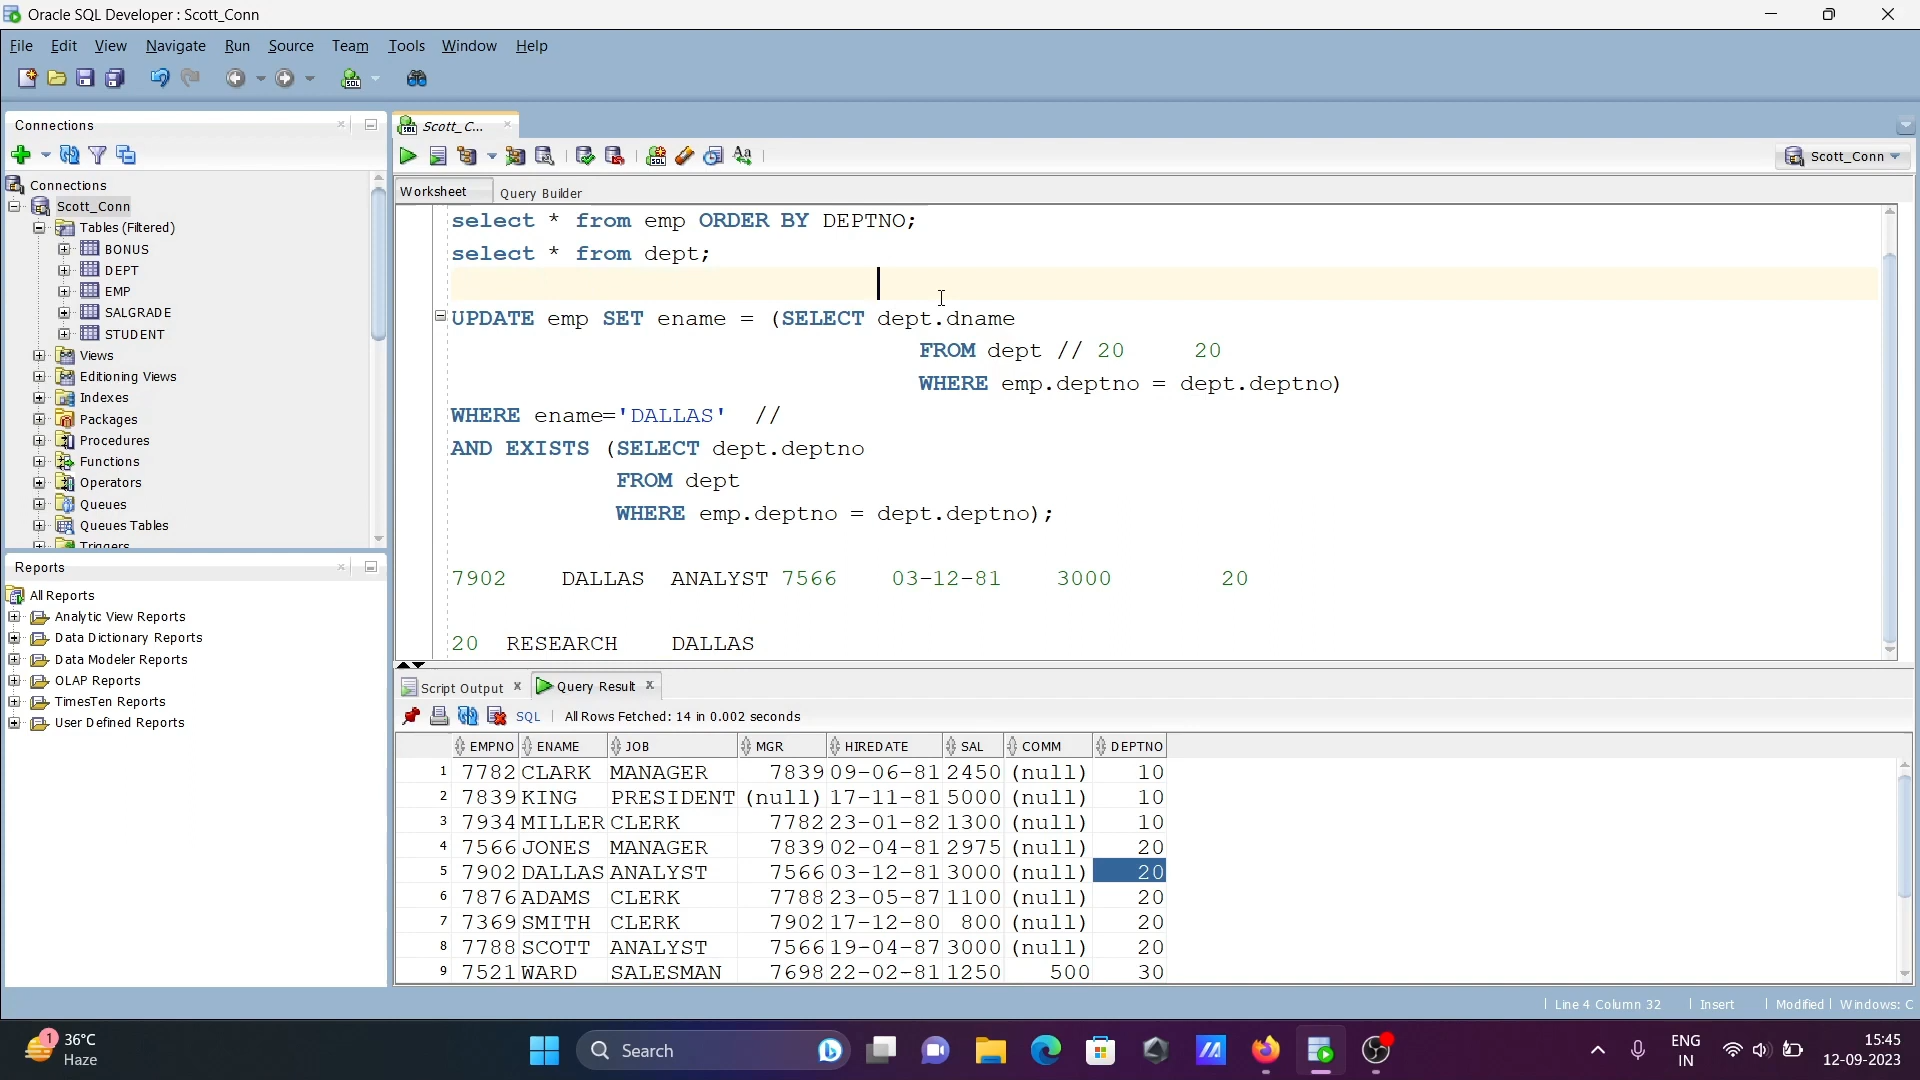 Oracle SQL Developer : Scott_Conn
File Edit View Navigate Run Source Team Tools Window Help
Connections
Scott_C...
Scott_Conn
Worksheet Query Builder
Connections
Scott_Conn
Tables (Filtered)
BONUS
DEPT
EMP
SALGRADE
STUDENT
Views
Editioning Views
Indexes
Packages
Procedures
Functions
Operators
Queues
Queues Tables
Triggers
select * from emp ORDER BY DEPTNO;
select * from dept;
UPDATE emp SET ename = (SELECT dept.dname
FROM dept // 20 20
WHERE emp.deptno = dept.deptno)
WHERE ename='DALLAS' //
AND EXISTS (SELECT dept.deptno
FROM dept
WHERE emp.deptno = dept.deptno);
7902 DALLAS ANALYST 7566 03-12-81 3000 20
20 RESEARCH DALLAS
Reports
All Reports
Analytic View Reports
Data Dictionary Reports
Data Modeler Reports
OLAP Reports
TimesTen Reports
User Defined Reports
Script Output Query Result
SQL All Rows Fetched: 14 in 0.002 seconds
EMPNO ENAME JOB MGR HIREDATE SAL COMM DEPTNO
1 7782 CLARK MANAGER 7839 09-06-81 2450 (null) 10
2 7839 KING PRESIDENT (null) 17-11-81 5000 (null) 10
3 7934 MILLER CLERK 7782 23-01-82 1300 (null) 10
4 7566 JONES MANAGER 7839 02-04-81 2975 (null) 20
5 7902 DALLAS ANALYST 7566 03-12-81 3000 (null) 20
6 7876 ADAMS CLERK 7788 23-05-87 1100 (null) 20
7 7369 SMITH CLERK 7902 17-12-80 800 (null) 20
8 7788 SCOTT ANALYST 7566 19-04-87 3000 (null) 20
9 7521 WARD SALESMAN 7698 22-02-81 1250 500 30
Line 4 Column 32 Insert Modified Windows: C
1
36°C
Haze
Search
ENG
IN
15:45
12-09-2023